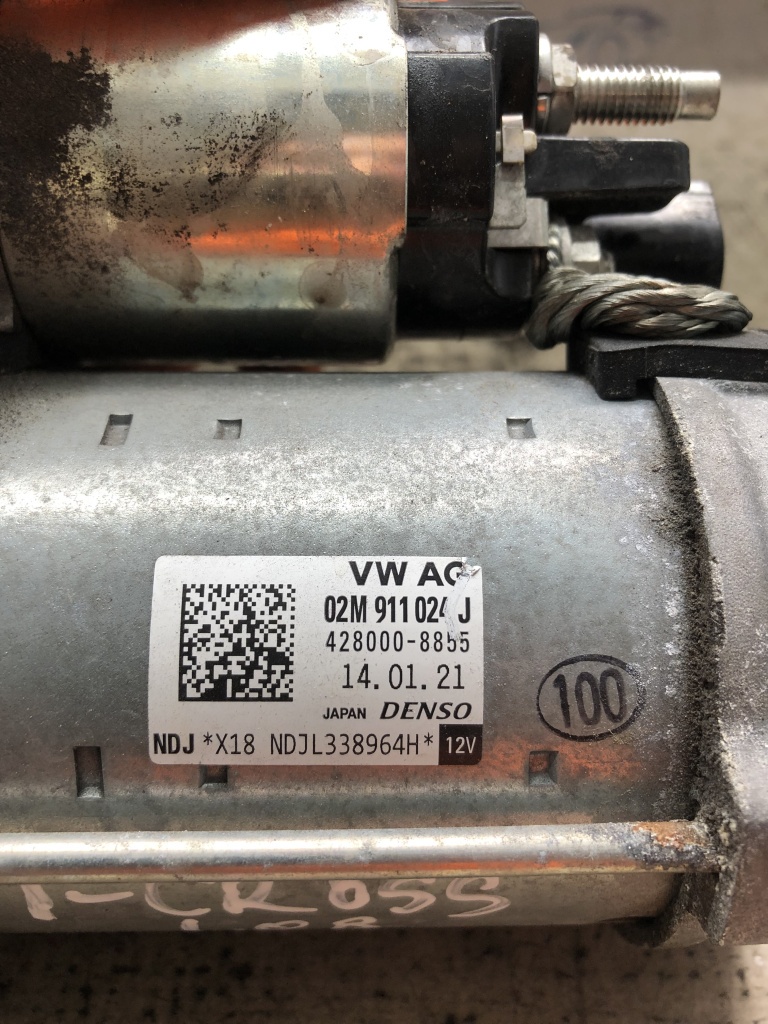 VW AG
02M 911 024 J
428000-8855
14.01.21
JAPAN DENSO
NDJ *X18 NDJL338964H* 12V
100
T-CROSS